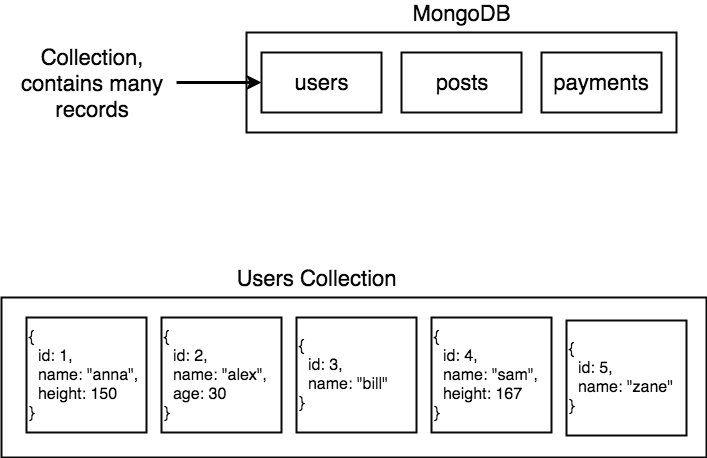 MongoDB
Collection,
contains many
records
users
posts
payments
Users Collection
{
id: 1,
name: "anna",
height: 150
}
{
id: 2,
name: "alex",
age: 30
}
{
id: 3,
name: "bill"
}
{
id: 4,
name: "sam",
height: 167
}
{
id: 5,
name: "zane"
}